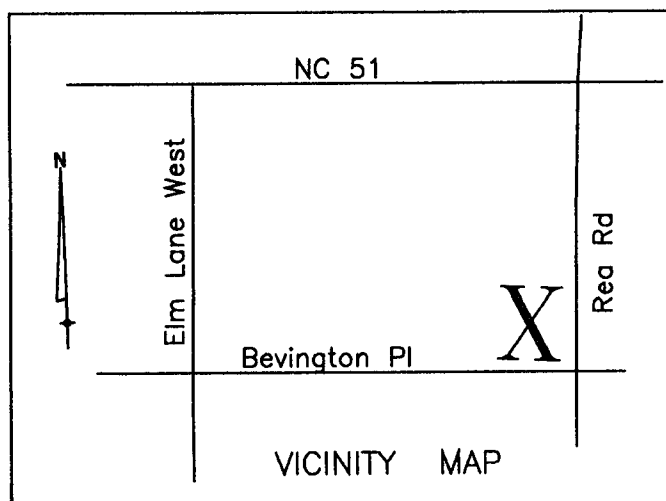 NC 51
N
Elm Lane West
Rea Rd
X
Bevington Pl
VICINITY MAP